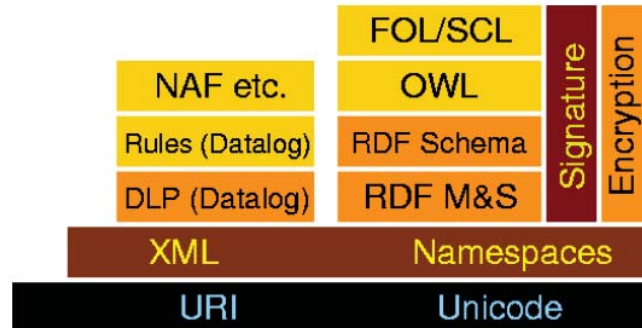 FOL/SCL
NAF etc.
OWL
Rules (Datalog)
RDF Schema
DLP (Datalog)
RDF M&S
Signature
Encryption
XML
Namespaces
URI
Unicode